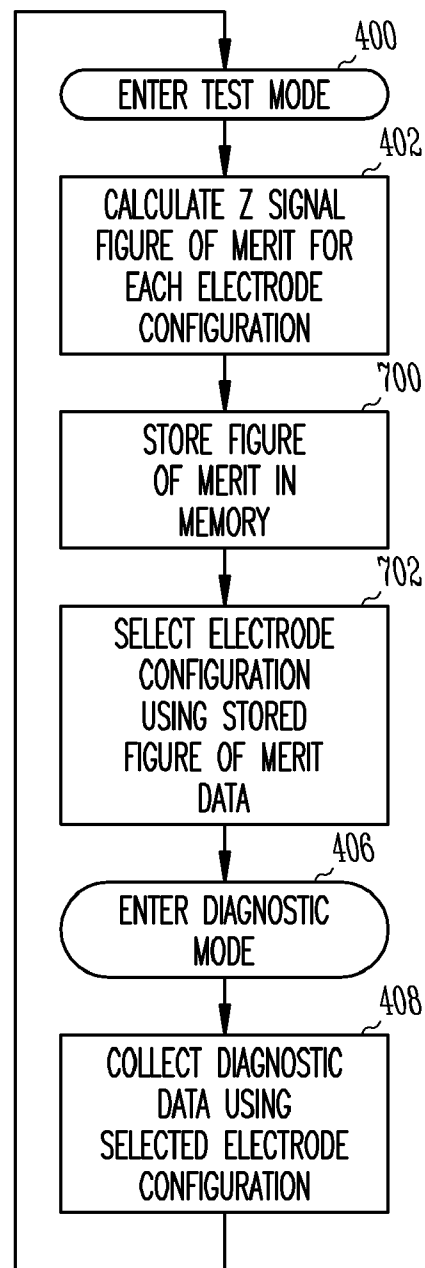 400
ENTER TEST MODE
402
CALCULATE Z SIGNAL
FIGURE OF MERIT FOR
EACH ELECTRODE
CONFIGURATION
700
STORE FIGURE
OF MERIT IN
MEMORY
702
SELECT ELECTRODE
CONFIGURATION
USING STORED
FIGURE OF MERIT
DATA
406
ENTER DIAGNOSTIC
MODE
408
COLLECT DIAGNOSTIC
DATA USING
SELECTED ELECTRODE
CONFIGURATION